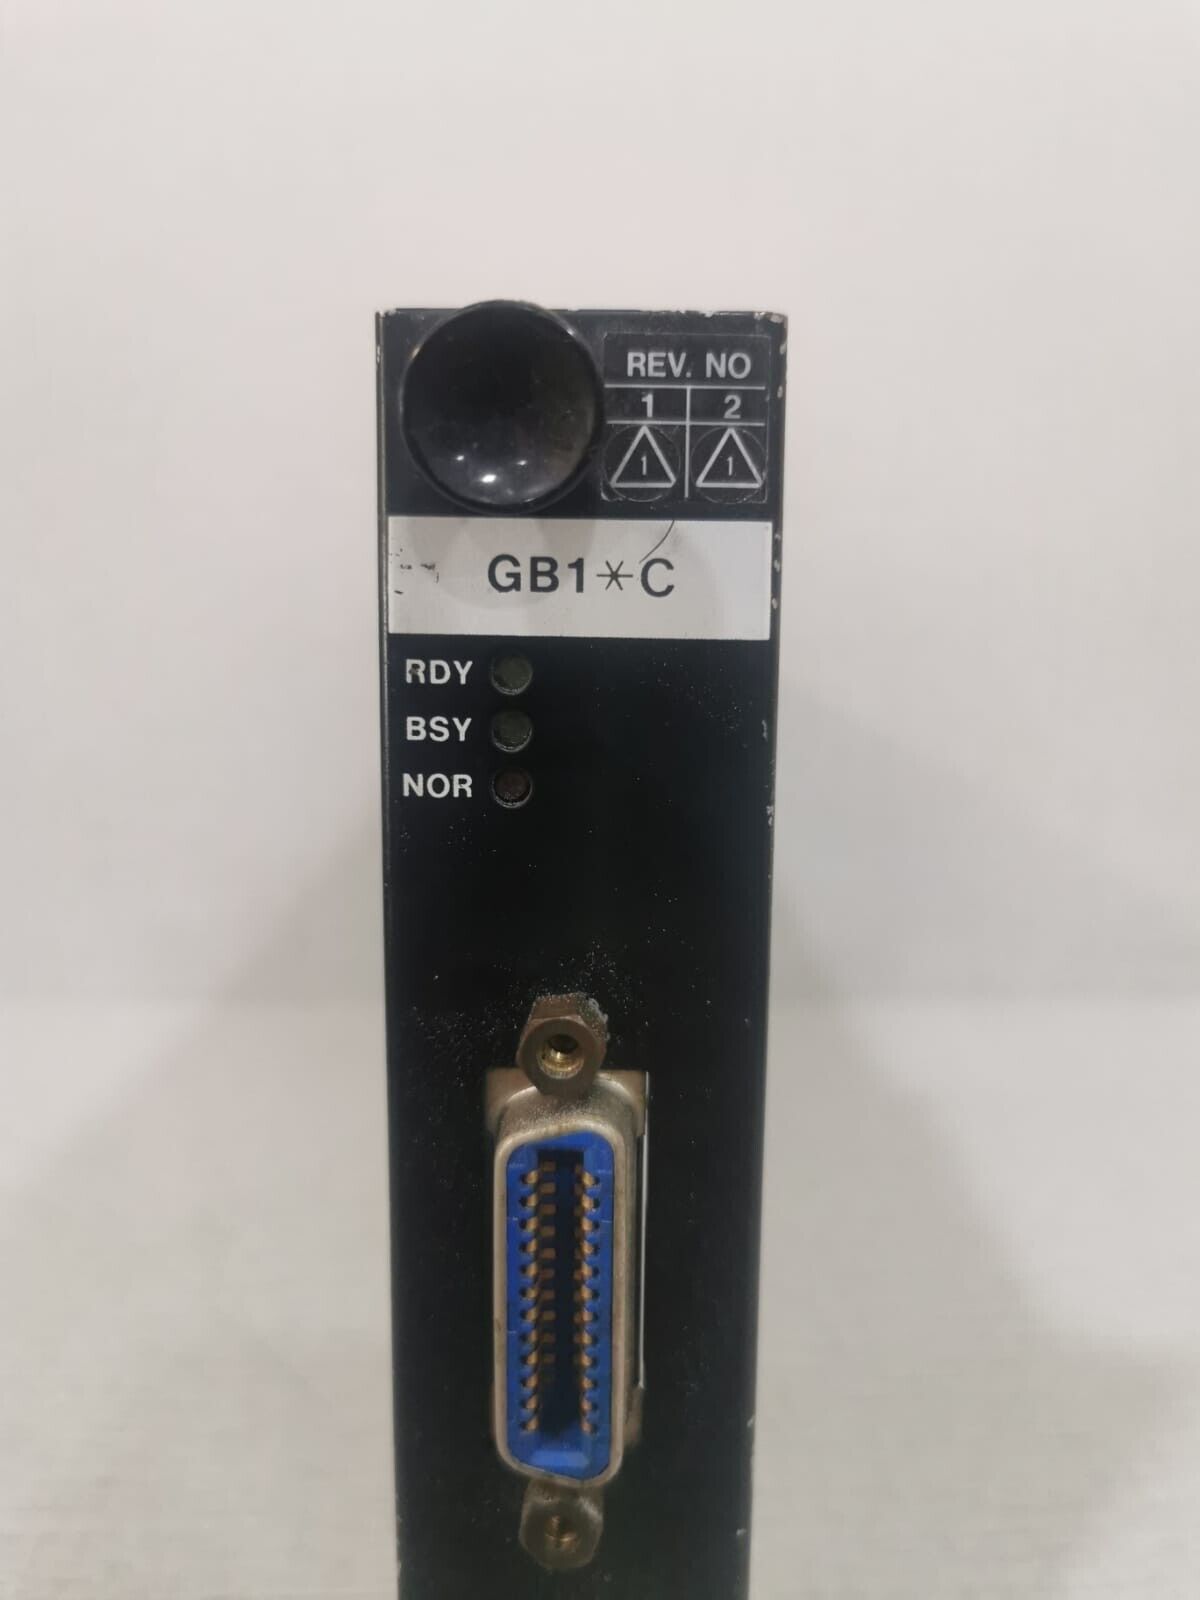 REV. NO
1 2
1 1
GB1*C
RDY
BSY
NOR